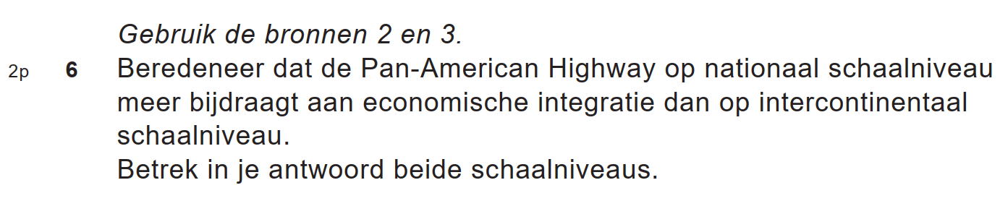 Gebruik de bronnen 2 en 3.
2p 6 Beredeneer dat de Pan-American Highway op nationaal schaalniveau
meer bijdraagt aan economische integratie dan op intercontinentaal
schaalniveau.
Betrek in je antwoord beide schaalniveaus.